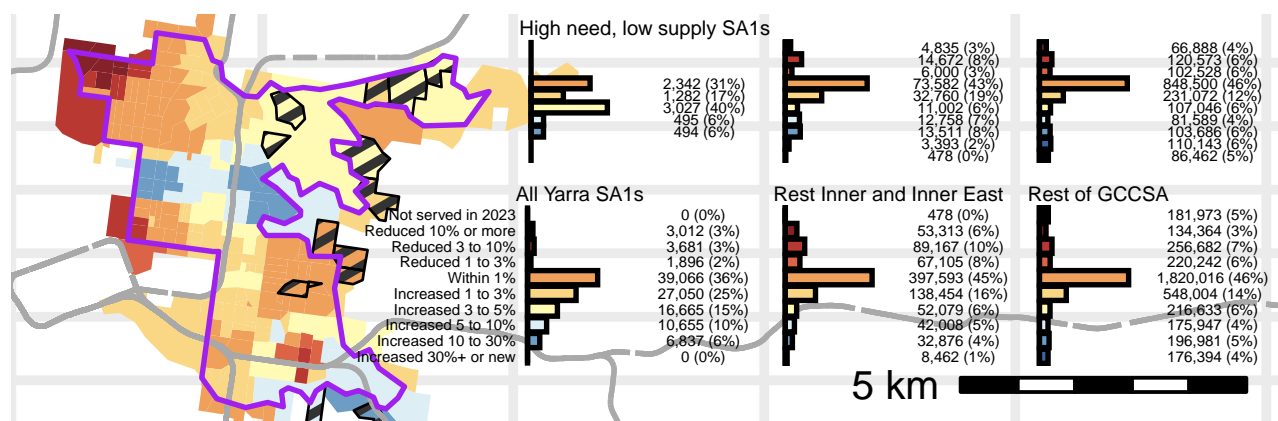 High need, low supply SA1s
2,342 (31%)
1,282 (17%)
3,027 (40%)
495 (6%)
494 (6%)
4,835 (3%)
14,672 (8%)
6,000 (3%)
73,582 (43%)
32,760 (19%)
11,002 (6%)
12,758 (7%)
13,511 (8%)
3,393 (2%)
478 (0%)
66,888 (4%)
120,573 (6%)
102,528 (6%)
848,500 (46%)
231,072 (12%)
107,046 (6%)
81,589 (4%)
103,686 (6%)
110,143 (6%)
86,462 (5%)
All Yarra SA1s
Rest Inner and Inner East
Rest of GCCSA
Not served in 2023 0 (0%) 478 (0%) 181,973 (5%)
Reduced 10% or more 3,012 (3%) 53,313 (6%) 134,364 (3%)
Reduced 3 to 10% 3,681 (3%) 89,167 (10%) 256,682 (7%)
Reduced 1 to 3% 1,896 (2%) 67,105 (8%) 220,242 (6%)
Within 1% 39,066 (36%) 397,593 (45%) 1,820,016 (46%)
Increased 1 to 3% 27,050 (25%) 138,454 (16%) 548,004 (14%)
Increased 3 to 5% 16,665 (15%) 52,079 (6%) 216,633 (6%)
Increased 5 to 10% 10,655 (10%) 42,008 (5%) 175,947 (4%)
Increased 10 to 30% 6,837 (6%) 32,876 (4%) 196,981 (5%)
Increased 30%+ or new 0 (0%) 8,462 (1%) 176,394 (4%)
5 km